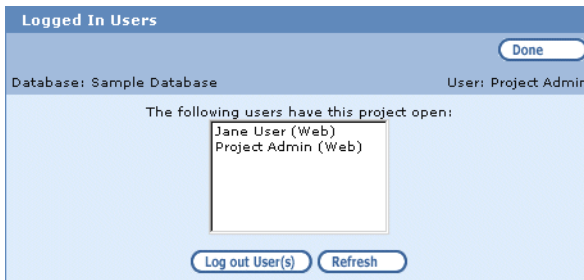 Logged In Users
Done
Database: Sample Database User: Project Admin
The following users have this project open:
Jane User (Web)
Project Admin (Web)
Log out User(s) Refresh